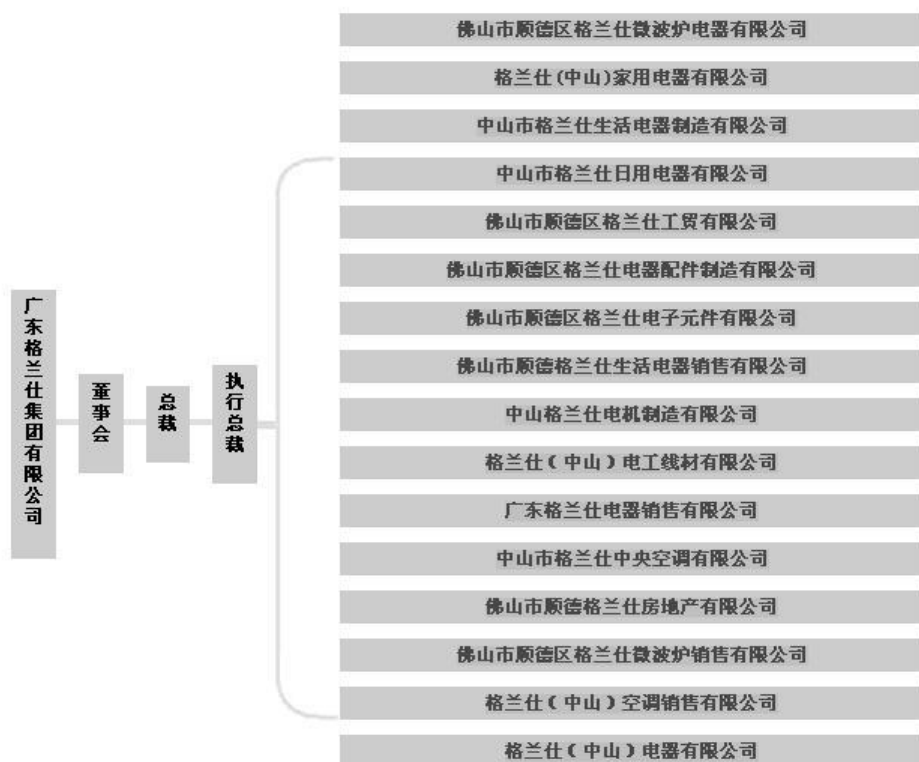 广东格兰仕集团有限公司
董事会
总裁
执行总裁
佛山市顺德区格兰仕微波炉电器有限公司
格兰仕(中山)家用电器有限公司
中山市格兰仕生活电器制造有限公司
中山市格兰仕日用电器有限公司
佛山市顺德区格兰仕工贸有限公司
佛山市顺德区格兰仕电器配件制造有限公司
佛山市顺德区格兰仕电子元件有限公司
佛山市顺德格兰仕生活电器销售有限公司
中山格兰仕电机制造有限公司
格兰仕（中山）电工线材有限公司
广东格兰仕电器销售有限公司
中山市格兰仕中央空调有限公司
佛山市顺德格兰仕房地产有限公司
佛山市顺德区格兰仕微波炉销售有限公司
格兰仕（中山）空调销售有限公司
格兰仕（中山）电器有限公司